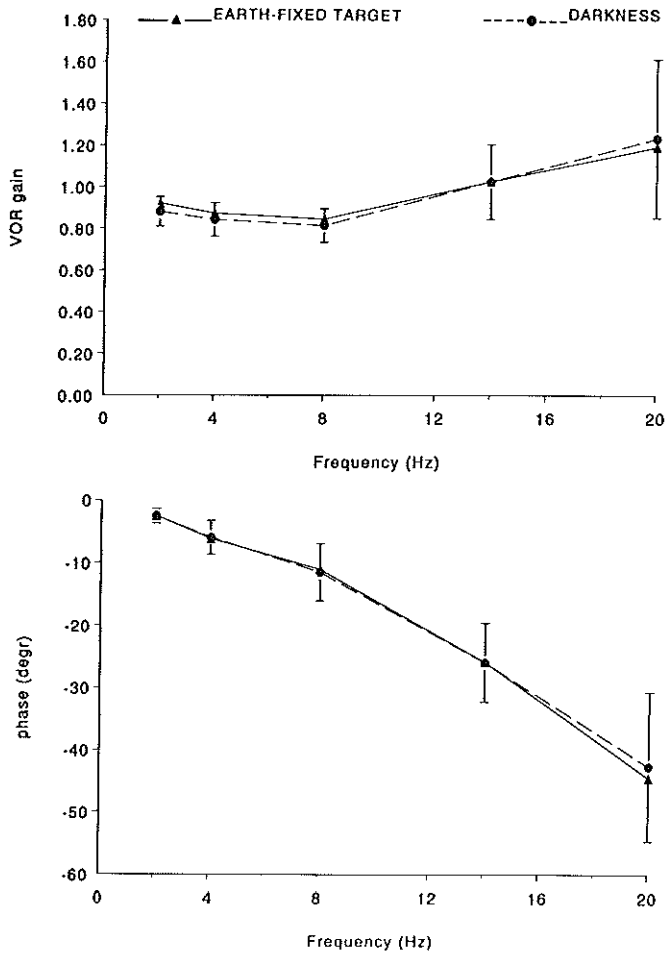 EARTH-FIXED TARGET DARKNESS
1.80
1.60
1.40
1.20
1.00
0.80
0.60
0.40
0.20
0.00
VOR gain
0 4 8 12 16 20
Frequency (Hz)
0
-10
-20
-30
-40
-50
-60
phase (degr)
0 4 8 12 16 20
Frequency (Hz)